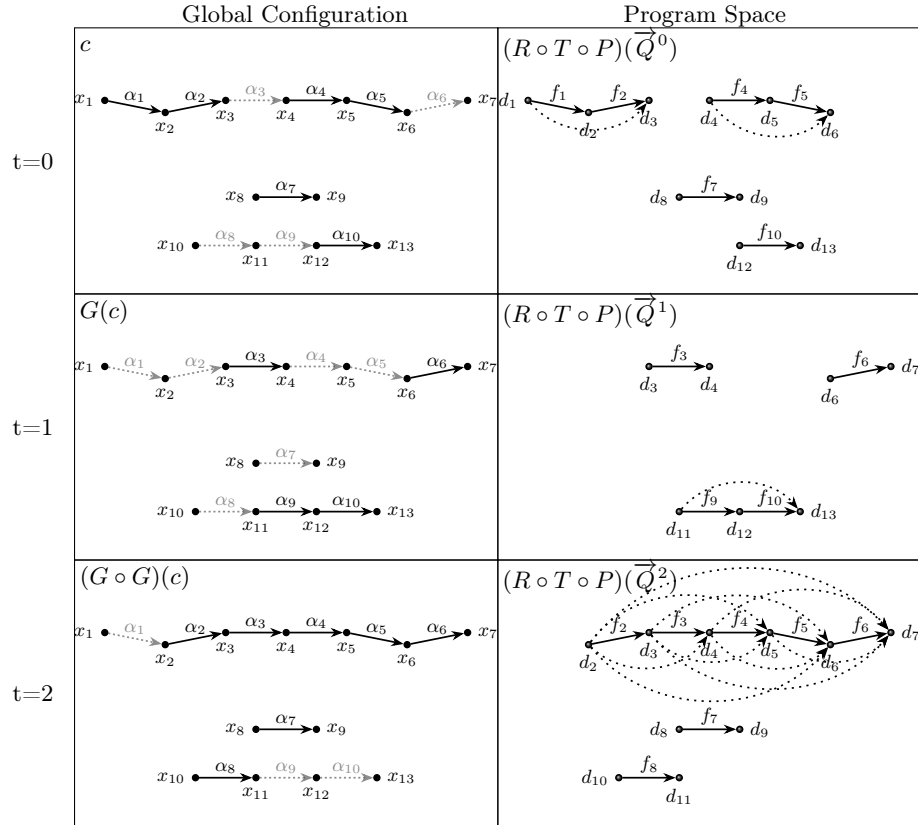 Global Configuration Program Space
t=0
c
x₁ α₁ α₂ α₃ α₄ α₅ α₆ x₇
x₂ x₃ x₄ x₅ x₆
x₈ α₇ x₉
x₁₀ α₈ α₉ α₁₀ x₁₃
x₁₁ x₁₂
(R ∘ T ∘ P)(Q⃗⁰)
d₁ f₁ f₂ f₄ f₅
d₂ d₃ d₄ d₅ d₆
d₈ f₇ d₉
f₁₀ d₁₃
d₁₂
t=1
G(c)
x₁ α₁ α₂ α₃ α₄ α₅ α₆ x₇
x₂ x₃ x₄ x₅ x₆
x₈ α₇ x₉
x₁₀ α₈ α₉ α₁₀ x₁₃
x₁₁ x₁₂
(R ∘ T ∘ P)(Q⃗¹)
f₃ f₆ d₇
d₃ d₄ d₆
f₉ f₁₀ d₁₃
d₁₁ d₁₂
t=2
(G ∘ G)(c)
x₁ α₁ α₂ α₃ α₄ α₅ α₆ x₇
x₂ x₃ x₄ x₅ x₆
x₈ α₇ x₉
x₁₀ α₈ α₉ α₁₀ x₁₃
x₁₁ x₁₂
(R ∘ T ∘ P)(Q⃗²)
f₂ f₃ f₄ f₅ f₆ d₇
d₂ d₃ d₄ d₅ d₆
d₈ f₇ d₉
d₁₀ f₈
d₁₁